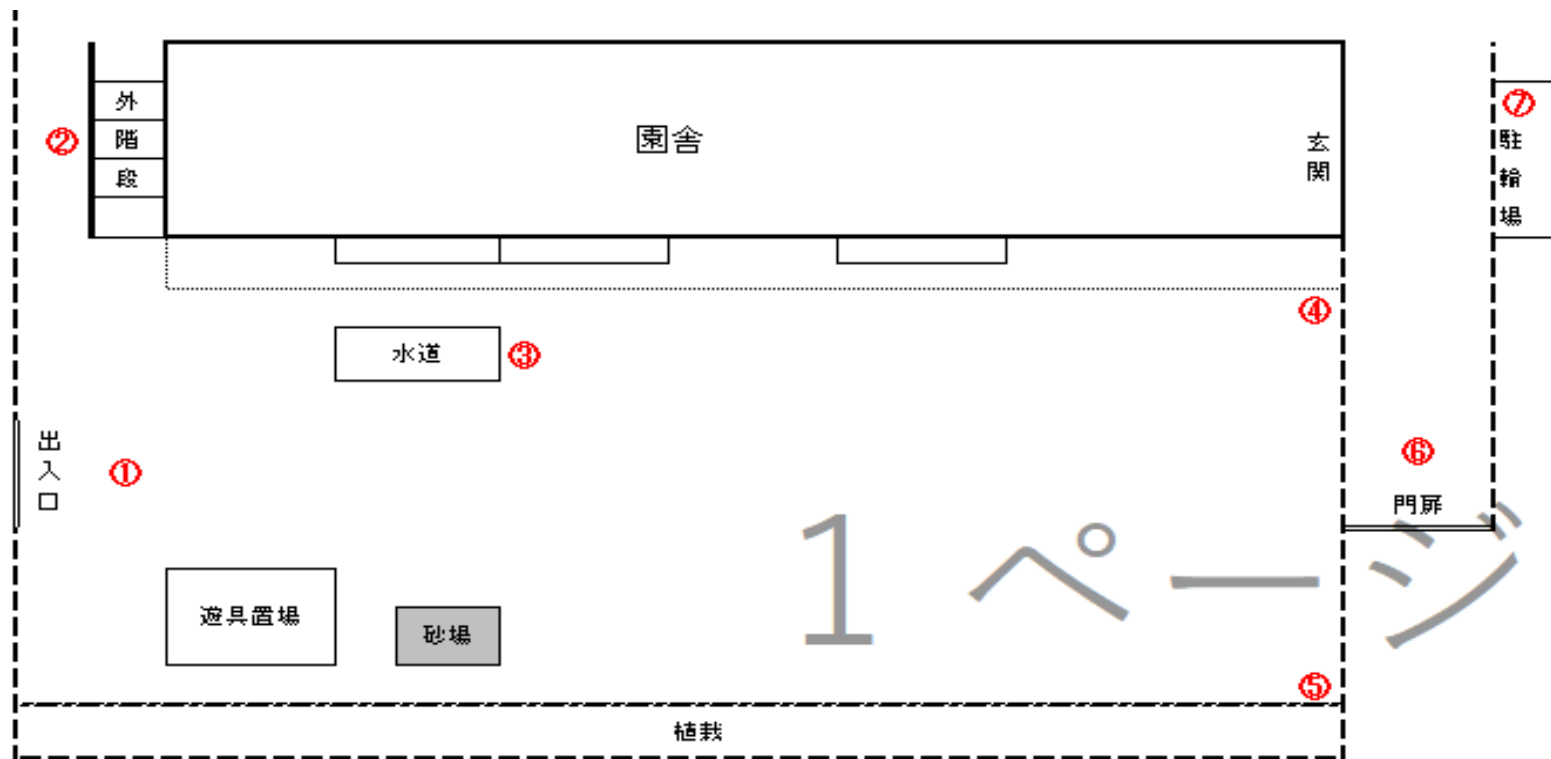 外階段
②
園舎
玄関
⑦
駐輪場
④
水道
③
出入口
①
⑥
門扉
1 ページ
遊具置場
砂場
⑤
植栽